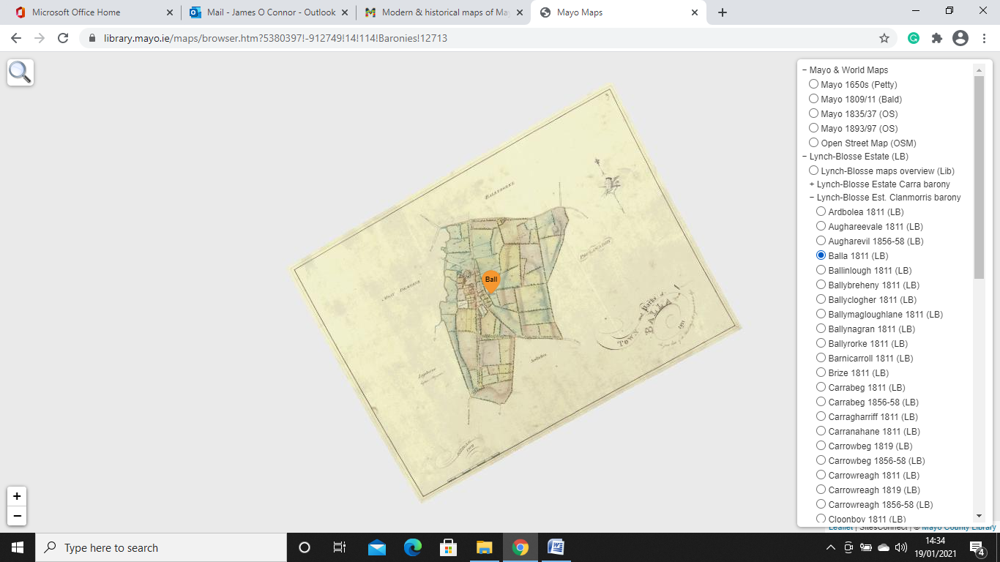 Microsoft Office Home
Mail - James O Connor - Outlook
Modern & historical maps of Ma
Mayo Maps
library.mayo.ie/maps/browser.htm?5380397!-912749!14!114!Baronies!12713
− Mayo & World Maps
Mayo 1650s (Petty)
Mayo 1809/11 (Bald)
Mayo 1835/37 (OS)
Mayo 1893/97 (OS)
Open Street Map (OSM)
− Lynch-Blosse Estate (LB)
Lynch-Blosse maps overview (Lib)
+ Lynch-Blosse Estate Carra barony
− Lynch-Blosse Est. Clanmorris barony
Ardbolea 1811 (LB)
Aughareevale 1811 (LB)
Augharevil 1856-58 (LB)
Balla 1811 (LB)
Ballinlough 1811 (LB)
Ballybreheny 1811 (LB)
Ballyclogher 1811 (LB)
Ballymagloughlane 1811 (LB)
Ballynagran 1811 (LB)
Ballyrorke 1811 (LB)
Barnicarroll 1811 (LB)
Brize 1811 (LB)
Carrabeg 1811 (LB)
Carrabeg 1856-58 (LB)
Carragharriff 1811 (LB)
Carranahane 1811 (LB)
Carrowbeg 1819 (LB)
Carrowbeg 1856-58 (LB)
Carrowreagh 1811 (LB)
Carrowreagh 1819 (LB)
Carrowreagh 1856-58 (LB)
Cloonboy 1811 (LB)
Leaflet | SitesConnect | © Mayo County Library
Ball
Town and Parks of
BALLA
1811
+
−
Type here to search
14:34
19/01/2021
4